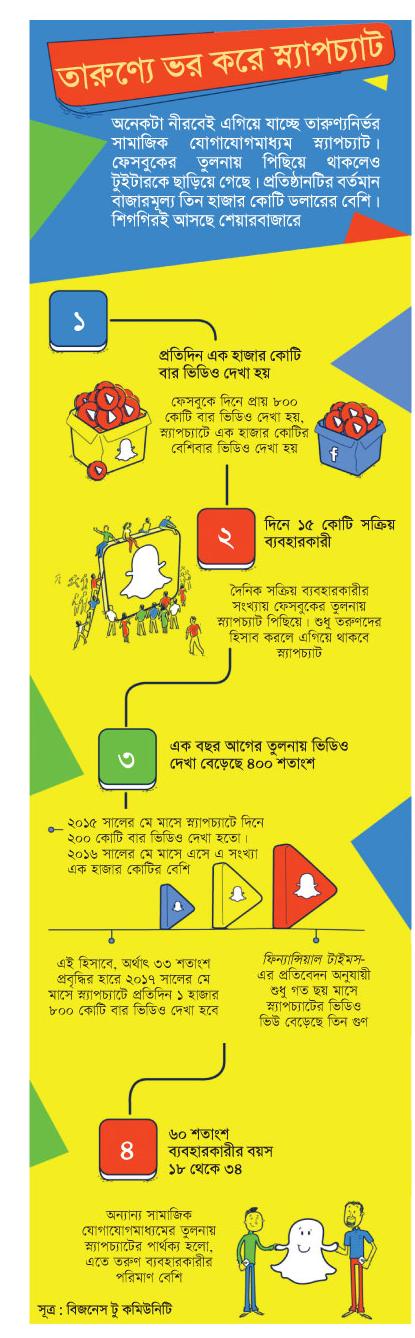 তারুণ্যে ভর করে স্ন্যাপচ্যাট
অনেকটা নীরবেই এগিয়ে যাচ্ছে তারুণ্যনির্ভর
সামাজিক যোগাযোগমাধ্যম স্ন্যাপচ্যাট।
ফেসবুকের তুলনায় পিছিয়ে থাকলেও
টুইটারকে ছাড়িয়ে গেছে। প্রতিষ্ঠানটির বর্তমান
বাজারমূল্য তিন হাজার কোটি ডলারের বেশি।
শিগগিরই আসছে শেয়ারবাজারে
১
প্রতিদিন এক হাজার কোটি
বার ভিডিও দেখা হয়
ফেসবুকে দিনে প্রায় ৮০০
কোটি বার ভিডিও দেখা হয়,
স্ন্যাপচ্যাটে এক হাজার কোটির
বেশিবার ভিডিও দেখা হয়
f
২
দিনে ১৫ কোটি সক্রিয়
ব্যবহারকারী
দৈনিক সক্রিয় ব্যবহারকারীর
সংখ্যায় ফেসবুকের তুলনায়
স্ন্যাপচ্যাট পিছিয়ে। শুধু তরুণদের
হিসাব করলে এগিয়ে থাকবে
স্ন্যাপচ্যাট
৩
এক বছর আগের তুলনায় ভিডিও
দেখা বেড়েছে ৪০০ শতাংশ
২০১৫ সালের মে মাসে স্ন্যাপচ্যাটে দিনে
২০০ কোটি বার ভিডিও দেখা হতো।
২০১৬ সালের মে মাসে এসে এ সংখ্যা
এক হাজার কোটির বেশি
এই হিসাবে, অর্থাৎ ৩৩ শতাংশ
প্রবৃদ্ধির হারে ২০১৭ সালের মে
মাসে স্ন্যাপচ্যাটে প্রতিদিন ১ হাজার
৮০০ কোটি বার ভিডিও দেখা হবে
ফিন্যান্সিয়াল টাইমস-
এর প্রতিবেদন অনুযায়ী
শুধু গত ছয় মাসে
স্ন্যাপচ্যাটের ভিডিও
ভিউ বেড়েছে তিন গুণ
৪
৬০ শতাংশ
ব্যবহারকারীর বয়স
১৮ থেকে ৩৪
অন্যান্য সামাজিক
যোগাযোগমাধ্যমের তুলনায়
স্ন্যাপচ্যাটের পার্থক্য হলো,
এতে তরুণ ব্যবহারকারীর
পরিমাণ বেশি
সূত্র : বিজনেস টু কমিউনিটি